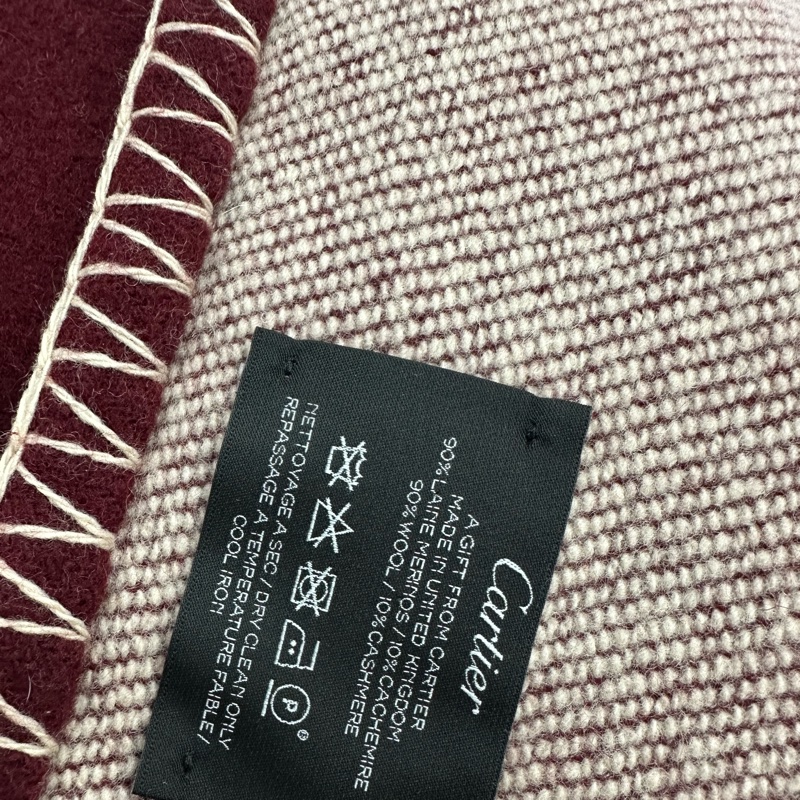 Cartier
A GIFT FROM CARTIER
MADE IN UNITED KINGDOM
90% LAINE MERINOS / 10% CACHEMIRE
90% WOOL / 10% CASHMERE
P
NETTOYAGE A SEC / DRY CLEAN ONLY
REPASSAGE A TEMPERATURE FAIBLE /
COOL IRON